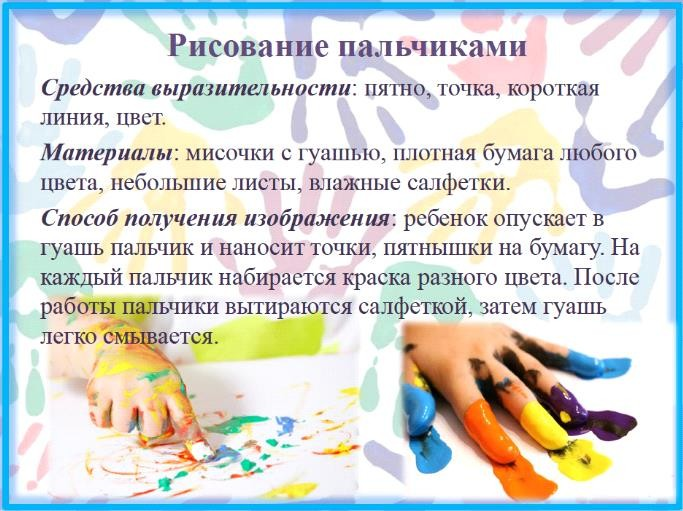 Рисование пальчиками
Средства выразительности: пятно, точка, короткая
линия, цвет.
Материалы: мисочки с гуашью, плотная бумага любого
цвета, небольшие листы, влажные салфетки.
Способ получения изображения: ребенок опускает в
гуашь пальчик и наносит точки, пятнышки на бумагу. На
каждый пальчик набирается краска разного цвета. После
работы пальчики вытираются салфеткой, затем гуашь
легко смывается.